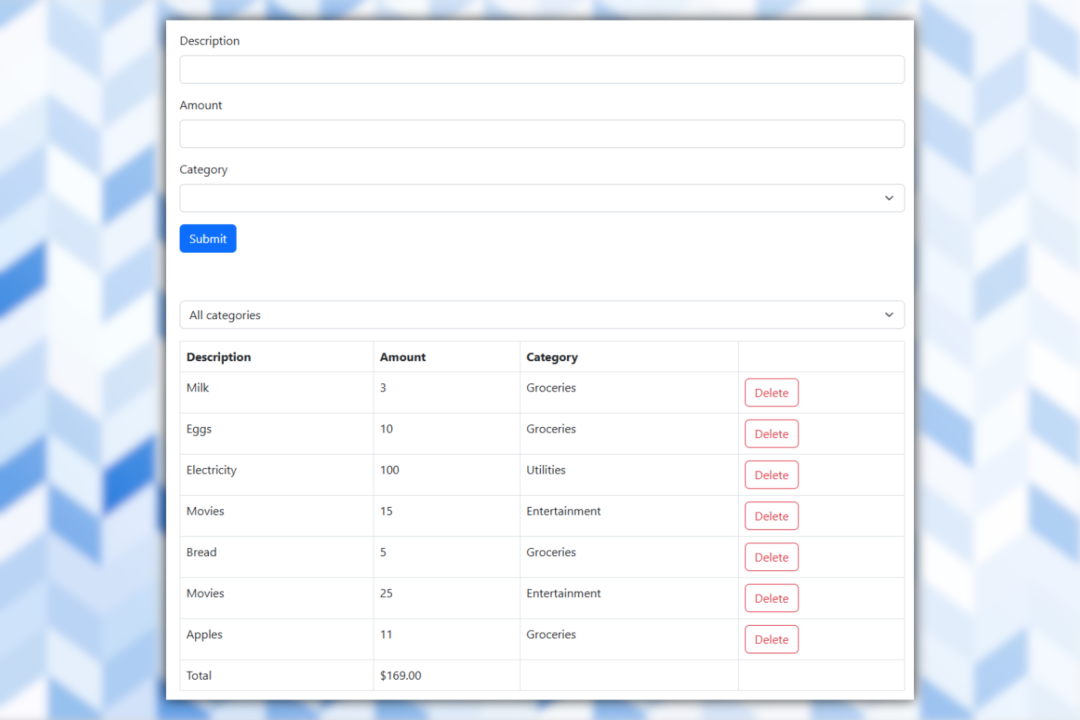 Description
Amount
Category
Submit
All categories
Description Amount Category
Milk 3 Groceries Delete
Eggs 10 Groceries Delete
Electricity 100 Utilities Delete
Movies 15 Entertainment Delete
Bread 5 Groceries Delete
Movies 25 Entertainment Delete
Apples 11 Groceries Delete
Total $169.00